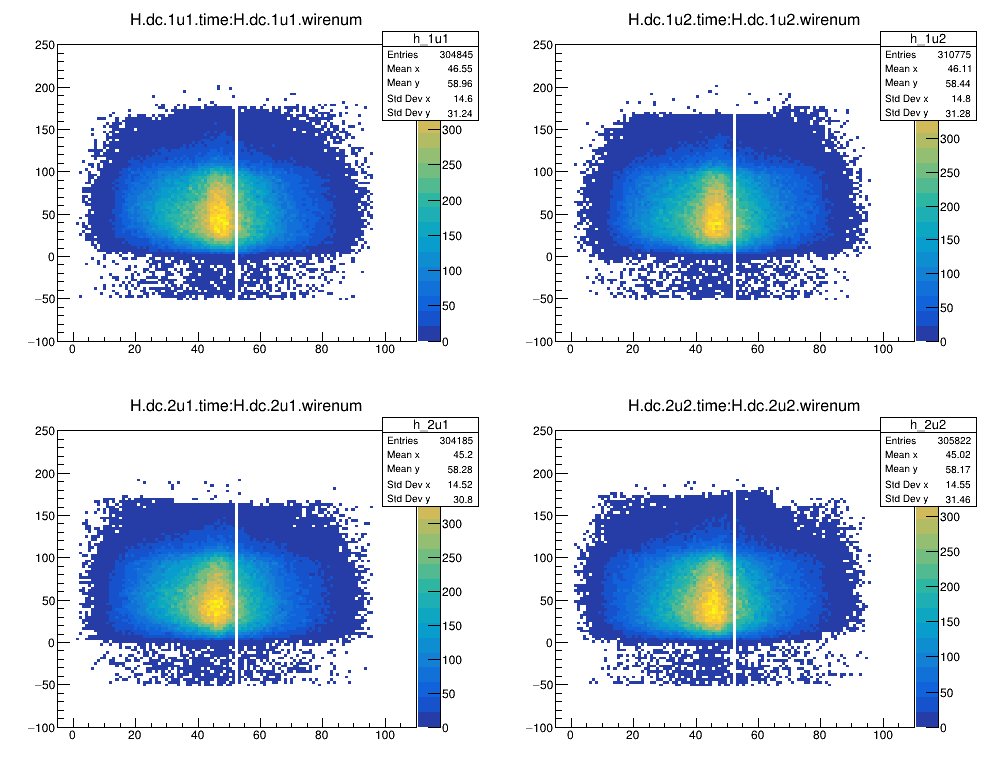 H.dc.1u1.time:H.dc.1u1.wirenum
h_1u1
Entries 304845
Mean x 46.55
Mean y 58.96
Std Dev x 14.6
Std Dev y 31.24
250
200
150
100
50
0
−50
−100
0 20 40 60 80 100
300
250
200
150
100
50
0
H.dc.1u2.time:H.dc.1u2.wirenum
h_1u2
Entries 310775
Mean x 46.11
Mean y 58.44
Std Dev x 14.8
Std Dev y 31.28
250
200
150
100
50
0
−50
−100
0 20 40 60 80 100
300
250
200
150
100
50
0
H.dc.2u1.time:H.dc.2u1.wirenum
h_2u1
Entries 304185
Mean x 45.2
Mean y 58.28
Std Dev x 14.52
Std Dev y 30.8
250
200
150
100
50
0
−50
−100
0 20 40 60 80 100
300
250
200
150
100
50
0
H.dc.2u2.time:H.dc.2u2.wirenum
h_2u2
Entries 305822
Mean x 45.02
Mean y 58.17
Std Dev x 14.55
Std Dev y 31.46
250
200
150
100
50
0
−50
−100
0 20 40 60 80 100
300
250
200
150
100
50
0